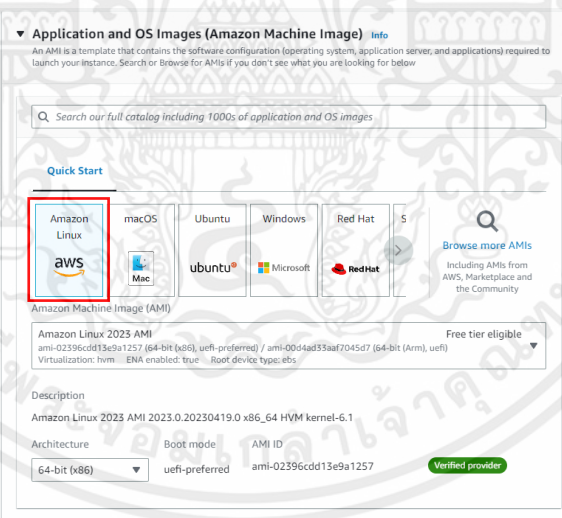 Application and OS Images (Amazon Machine Image) Info
An AMI is a template that contains the software configuration (operating system, application server, and applications) required to
launch your instance. Search or Browse for AMIs if you don't see what you are looking for
below
Search our full catalog including 1000s of application and OS images
Quick Start
Amazon
Linux
aws
macOS
Mac
Ubuntu
ubuntu
Windows
Microsoft
Red Hat
Red Hat
S
Browse more AMIs
Including AMIs from
AWS, Marketplace and
the Community
Amazon Machine Image (AMI)
Amazon Linux 2023 AMI
Free tier eligible
ami-02396cdd13e9a1257 (64-bit (x86), uefi-preferred) / ami-00d4ad33aaf7045d7 (64-bit (Arm), uefi)
Virtualization: hvm ENA enabled: true Root device type: ebs
Description
Amazon Linux 2023 AMI 2023.0.20230419.0 x86_64 HVM kernel-6.1
Architecture Boot mode AMI ID
64-bit (x86) uefi-preferred ami-02396cdd13e9a1257 Verified provider